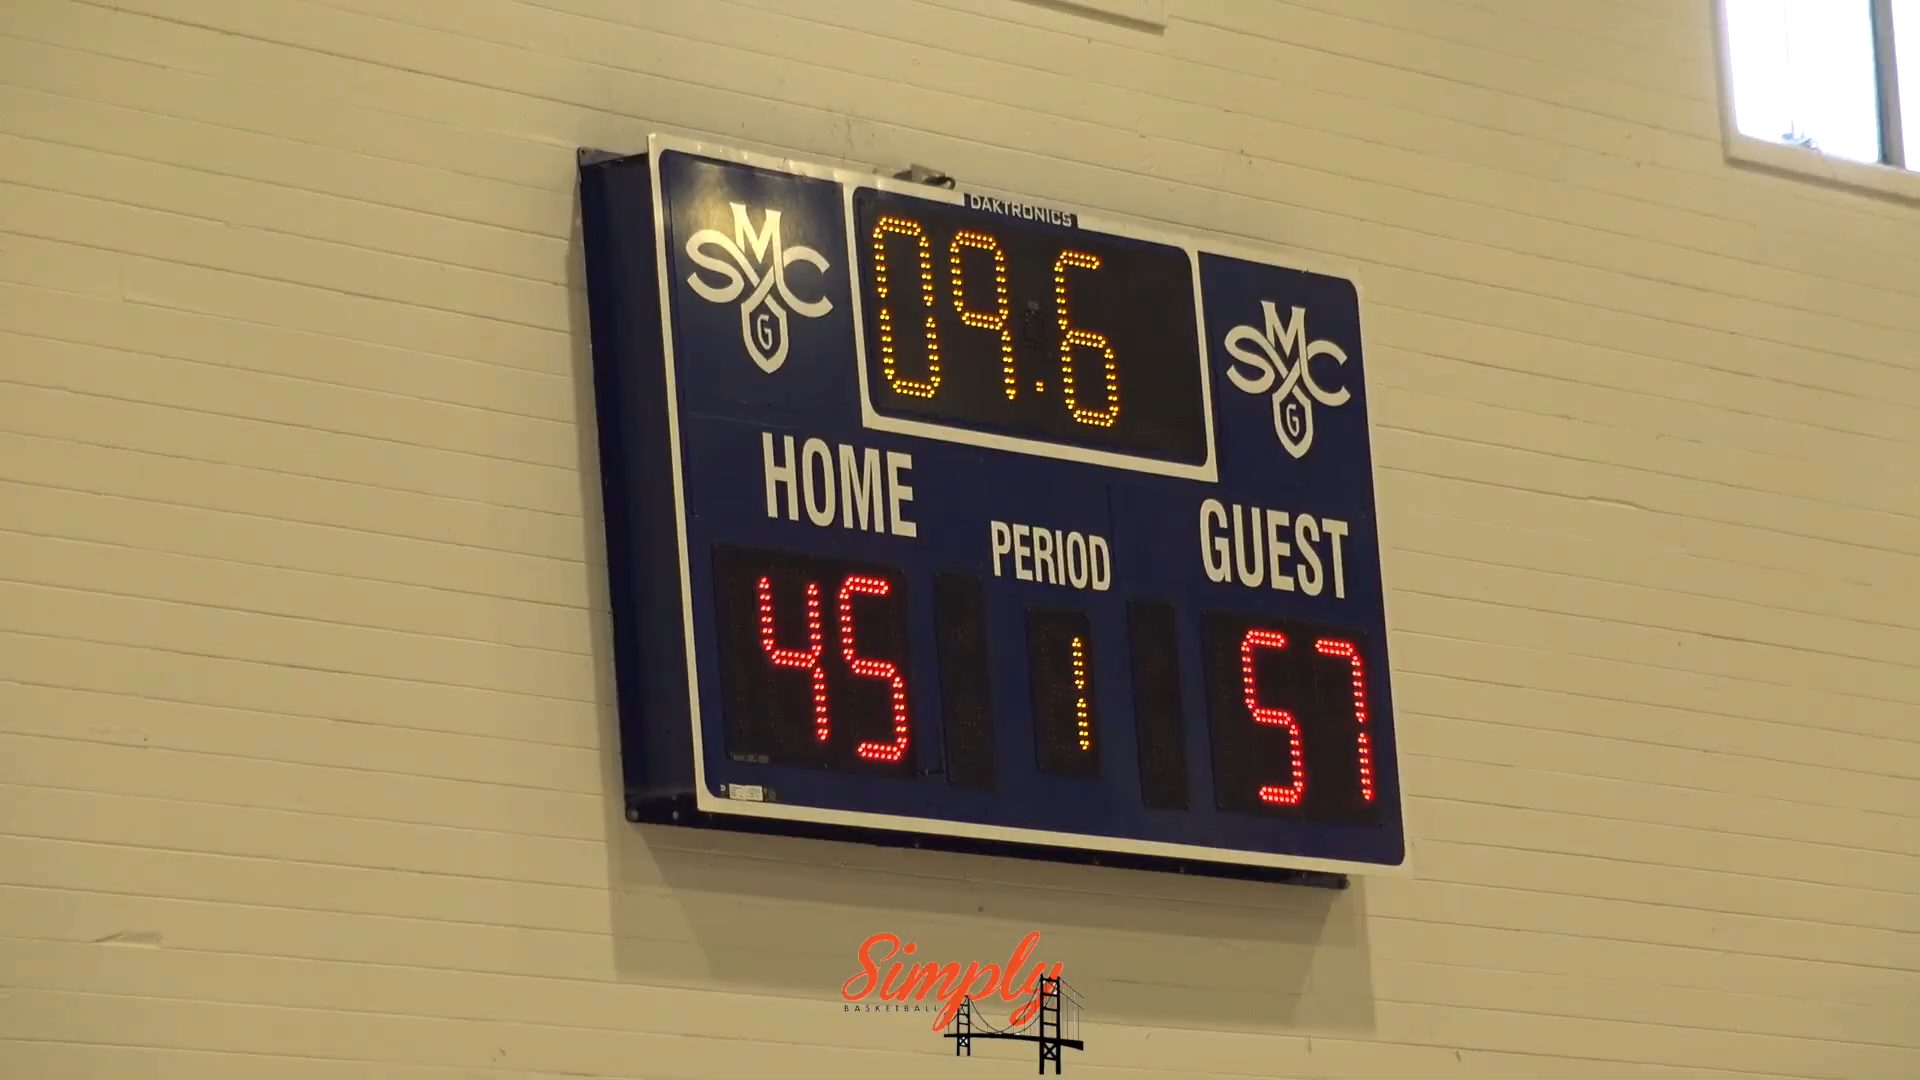 DAKTRONICS
SMC
G
09.6
SMC
G
HOME
PERIOD
GUEST
45
1
57
Simply
BASKETBALL